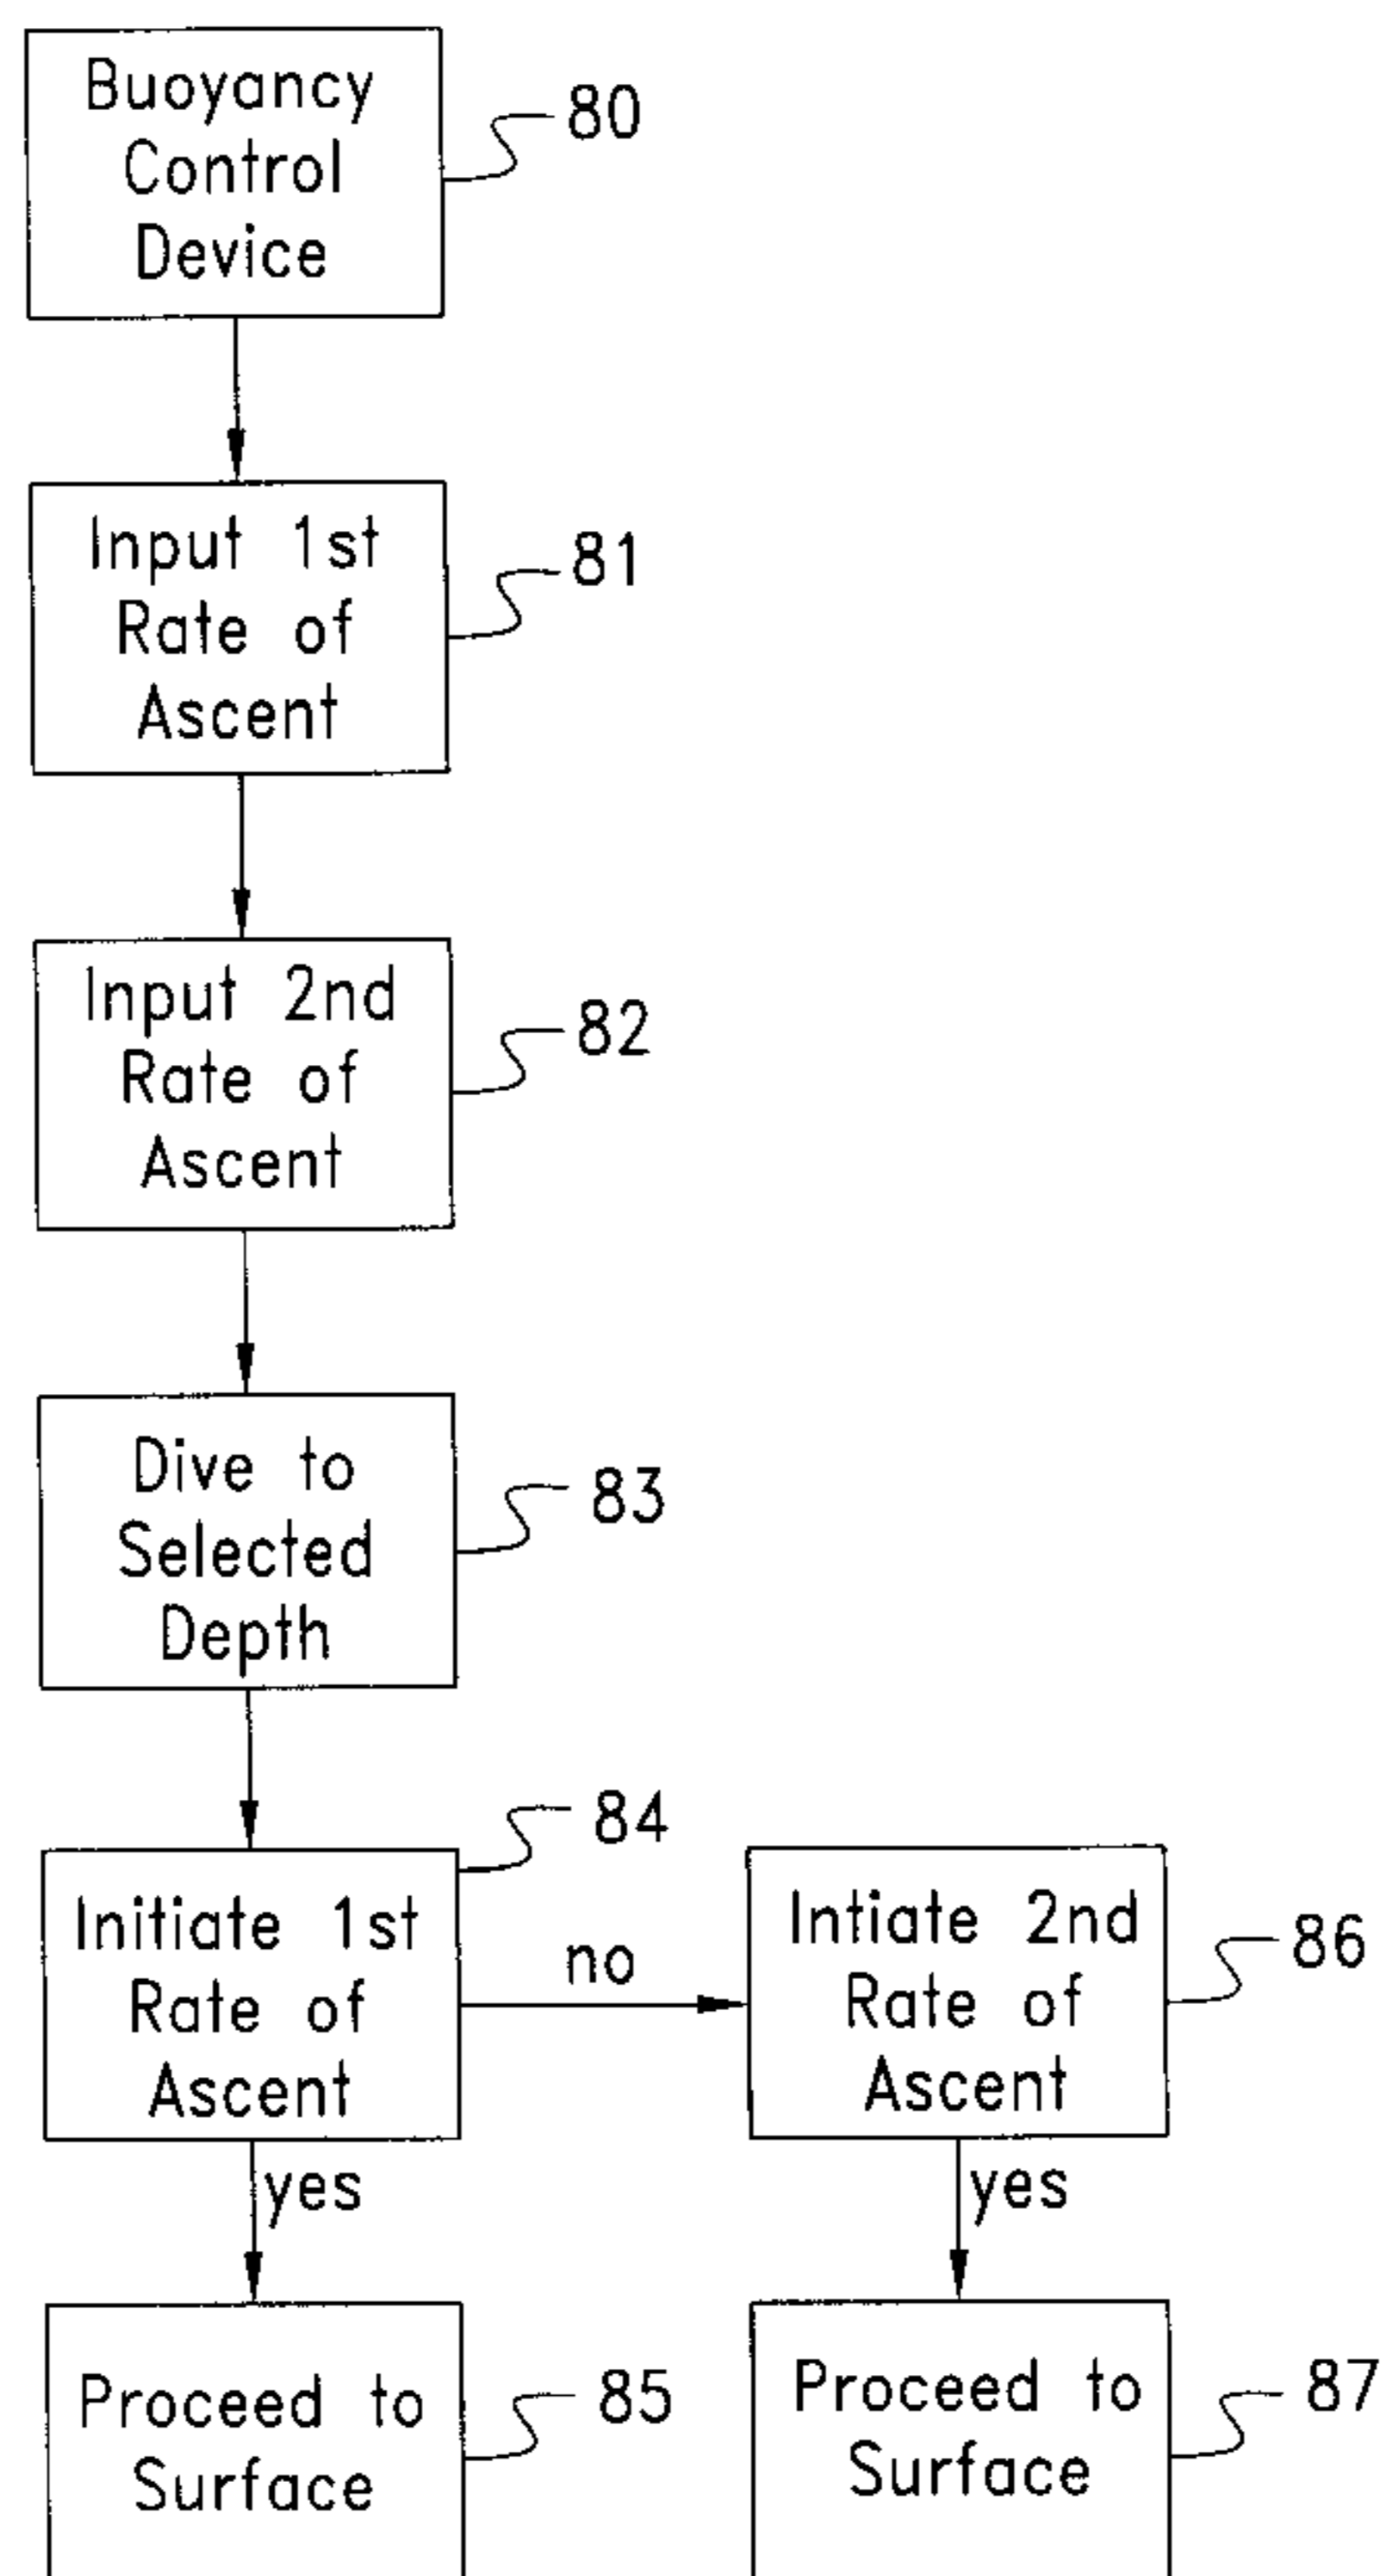 Buoyancy
Control
Device
80
Input 1st
Rate of
Ascent
81
Input 2nd
Rate of
Ascent
82
Dive to
Selected
Depth
83
Initiate 1st
Rate of
Ascent
84
no
Intiate 2nd
Rate of
Ascent
86
yes
yes
Proceed to
Surface
85
Proceed to
Surface
87